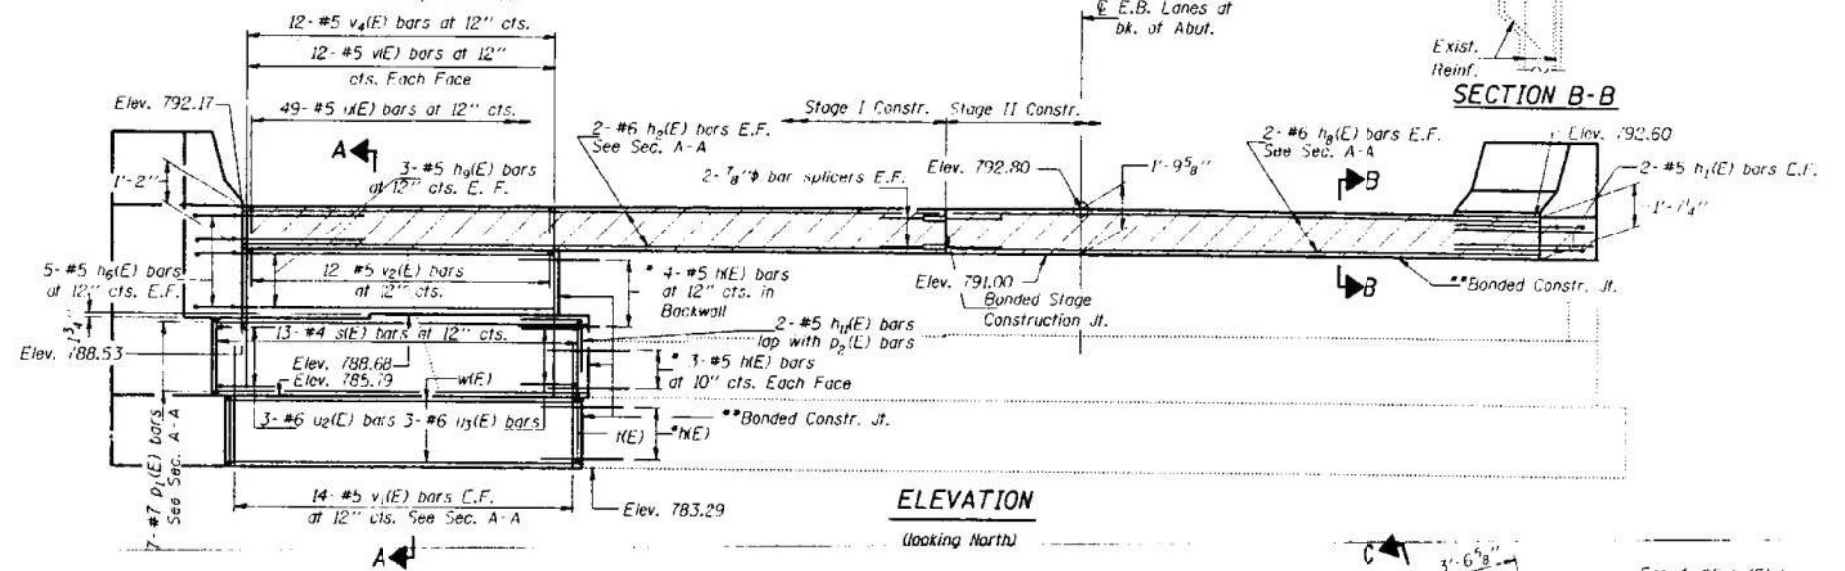 12- #5 v4(E) bars at 12" cts.
12- #5 v(E) bars at 12"
cts. Each Face
49- #5 u(E) bars at 12" cts.
Elev. 792.17
A
3- #5 h9(E) bars
at 12" cts. E. F.
1'-2"
2- #6 h2(E) bars E.F.
See Sec. A-A
Stage I Constr.
Stage II Constr.
℄ E.B. Lanes at
bk. of Abut.
Exist.
Reinf.
SECTION B-B
2- 7/8"ϕ bar splicers E.F.
Elev. 792.80
1'-9 5/8"
2- #6 h8(E) bars E.F.
See Sec. A-A
B
Elev. 792.60
2- #5 h1(E) bars E.F.
1'-7 1/4"
5- #5 h6(E) bars
at 12" cts. E.F.
12 #5 v2(E) bars
at 12" cts.
* 4- #5 h(E) bars
at 12" cts. in
Backwall
Elev. 791.00
Bonded Stage
Construction Jt.
B
**Bonded Constr. Jt.
13- #4 s(E) bars at 12" cts.
2- #5 h11(E) bars
lap with p2(E) bars
Elev. 788.53
Elev. 788.68
Elev. 785.79
w(E)
* 3- #5 h(E) bars
at 10" cts. Each Face
3- #6 u2(E) bars
3- #6 u3(E) bars
**Bonded Constr. Jt.
t(E)
*h(E)
7- #7 p1(E) bars
See Sec. A-A
14- #5 v1(E) bars E.F.
at 12" cts. See Sec. A-A
Elev. 783.29
ELEVATION
(looking North)
A
C
3'-6 5/8"